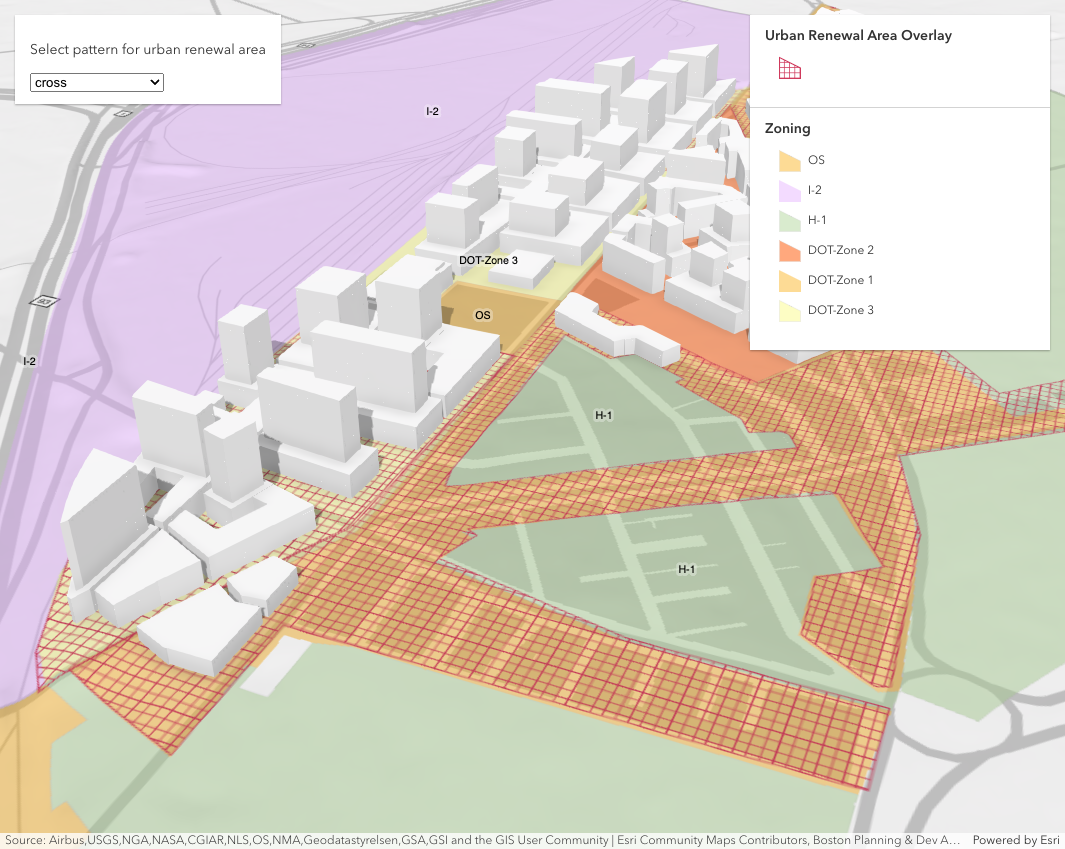 Select pattern for urban renewal area
cross
Urban Renewal Area Overlay
Zoning
OS
I-2
H-1
DOT-Zone 2
DOT-Zone 1
DOT-Zone 3
I-2
DOT-Zone 3
OS
93
I-2
H-1
H-1
Source: Airbus,USGS,NGA,NASA,CGIAR,NLS,OS,NMA,Geodatastyrelsen,GSA,GSI and the GIS User Community | Esri Community Maps Contributors, Boston Planning & Dev A... Powered by Esri